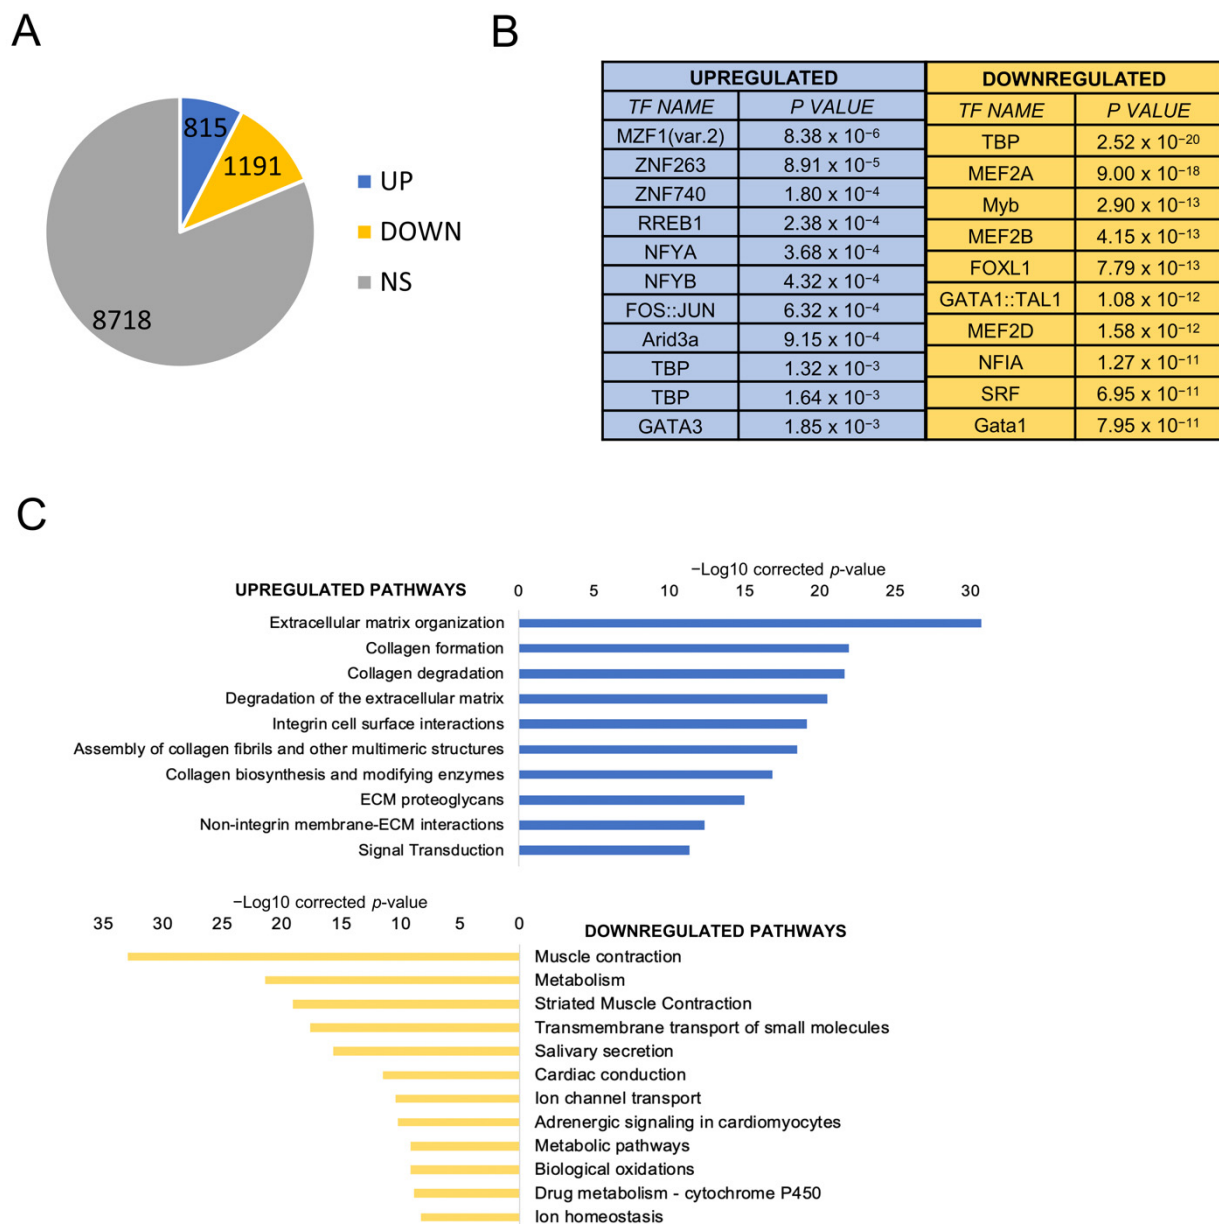 A
815
1191
8718
UP
DOWN
NS
B
UPREGULATED DOWNREGULATED
TF NAME P VALUE TF NAME P VALUE
MZF1(var.2) 8.38 x 10⁻⁶ TBP 2.52 x 10⁻²⁰
ZNF263 8.91 x 10⁻⁵ MEF2A 9.00 x 10⁻¹⁸
ZNF740 1.80 x 10⁻⁴ Myb 2.90 x 10⁻¹³
RREB1 2.38 x 10⁻⁴ MEF2B 4.15 x 10⁻¹³
NFYA 3.68 x 10⁻⁴ FOXL1 7.79 x 10⁻¹³
NFYB 4.32 x 10⁻⁴ GATA1::TAL1 1.08 x 10⁻¹²
FOS::JUN 6.32 x 10⁻⁴ MEF2D 1.58 x 10⁻¹²
Arid3a 9.15 x 10⁻⁴ NFIA 1.27 x 10⁻¹¹
TBP 1.32 x 10⁻³ SRF 6.95 x 10⁻¹¹
TBP 1.64 x 10⁻³ Gata1 7.95 x 10⁻¹¹
GATA3 1.85 x 10⁻³
C
−Log10 corrected p-value
UPREGULATED PATHWAYS 0 5 10 15 20 25 30
Extracellular matrix organization
Collagen formation
Collagen degradation
Degradation of the extracellular matrix
Integrin cell surface interactions
Assembly of collagen fibrils and other multimeric structures
Collagen biosynthesis and modifying enzymes
ECM proteoglycans
Non-integrin membrane-ECM interactions
Signal Transduction
−Log10 corrected p-value
35 30 25 20 15 10 5 0
DOWNREGULATED PATHWAYS
Muscle contraction
Metabolism
Striated Muscle Contraction
Transmembrane transport of small molecules
Salivary secretion
Cardiac conduction
Ion channel transport
Adrenergic signaling in cardiomyocytes
Metabolic pathways
Biological oxidations
Drug metabolism - cytochrome P450
Ion homeostasis